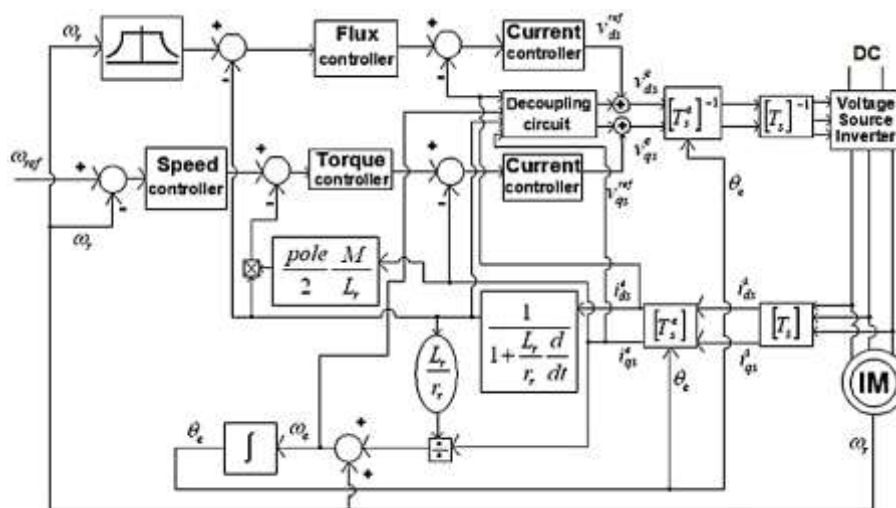 ω_r
Flux
controller
Current
controller
V_ds^ref
DC
Decoupling
circuit
V_ds^e
[T_s^e]^-1
[T_s]^-1
Voltage
Source
Inverter
ω_ref
+
-
Speed
controller
+
-
Torque
controller
+
-
Current
controller
V_qs^e
V_qs^ref
θ_e
ω_r
pole/2 M/L_r
1/(1+ L_r/r_r d/dt)
i_ds^e
[T_s^e]
[T_s]
i_qs^e
L_r/r_r
θ_e
IM
θ_e
∫
ω_e
+
+
÷
ω_r